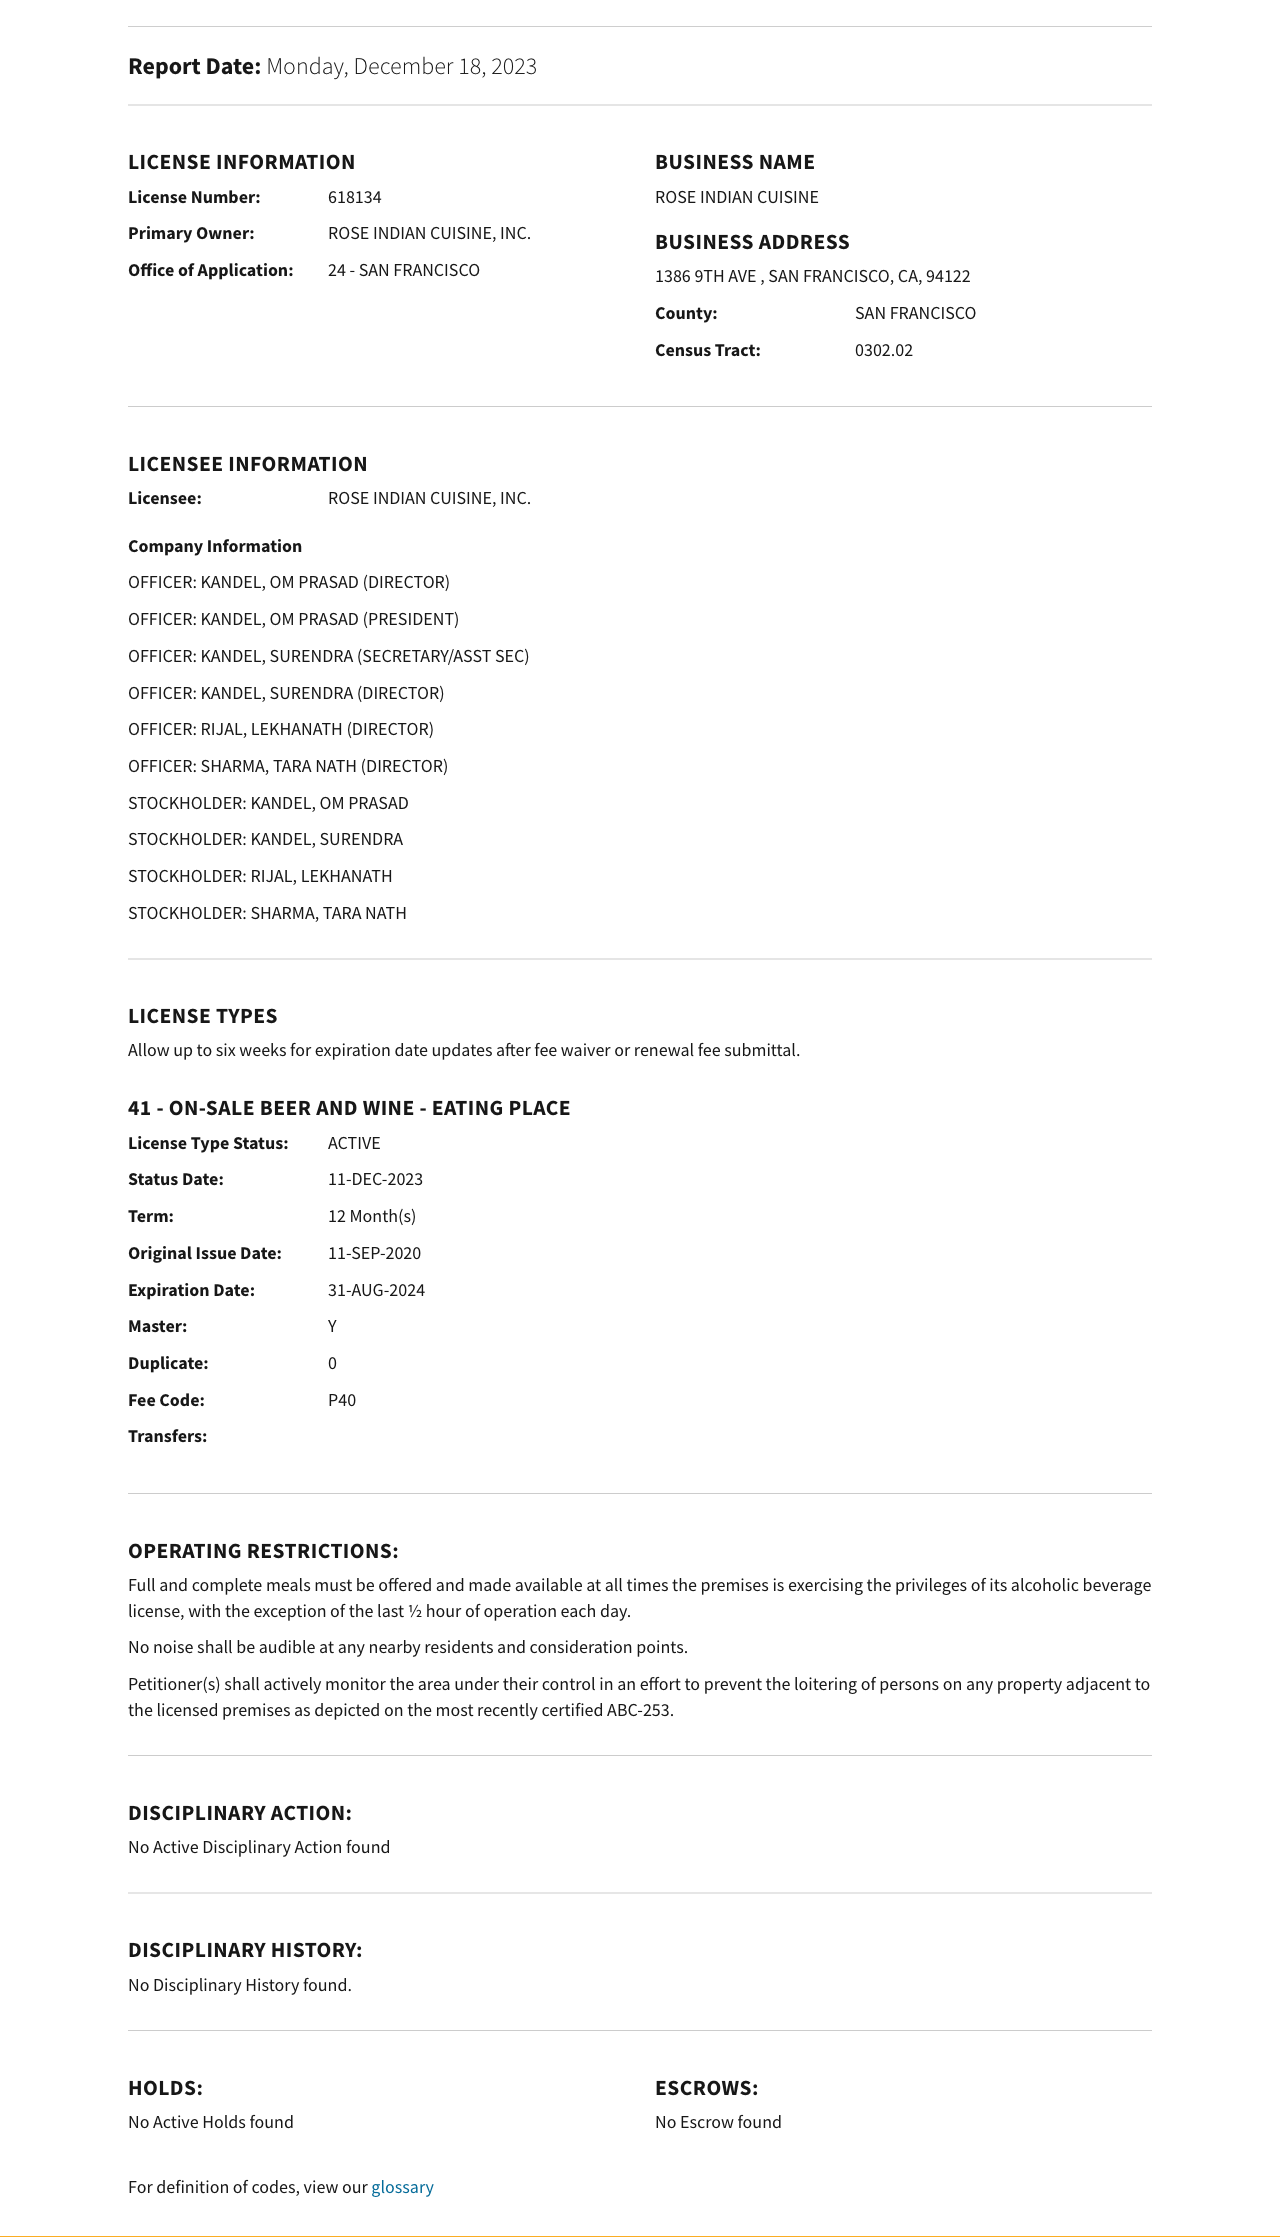 Report Date: Monday, December 18, 2023
LICENSE INFORMATION
License Number: 618134
Primary Owner: ROSE INDIAN CUISINE, INC.
Office of Application: 24 - SAN FRANCISCO
BUSINESS NAME
ROSE INDIAN CUISINE
BUSINESS ADDRESS
1386 9TH AVE , SAN FRANCISCO, CA, 94122
County: SAN FRANCISCO
Census Tract: 0302.02
LICENSEE INFORMATION
Licensee: ROSE INDIAN CUISINE, INC.
Company Information
OFFICER: KANDEL, OM PRASAD (DIRECTOR)
OFFICER: KANDEL, OM PRASAD (PRESIDENT)
OFFICER: KANDEL, SURENDRA (SECRETARY/ASST SEC)
OFFICER: KANDEL, SURENDRA (DIRECTOR)
OFFICER: RIJAL, LEKHANATH (DIRECTOR)
OFFICER: SHARMA, TARA NATH (DIRECTOR)
STOCKHOLDER: KANDEL, OM PRASAD
STOCKHOLDER: KANDEL, SURENDRA
STOCKHOLDER: RIJAL, LEKHANATH
STOCKHOLDER: SHARMA, TARA NATH
LICENSE TYPES
Allow up to six weeks for expiration date updates after fee waiver or renewal fee submittal.
41 - ON-SALE BEER AND WINE - EATING PLACE
License Type Status: ACTIVE
Status Date: 11-DEC-2023
Term: 12 Month(s)
Original Issue Date: 11-SEP-2020
Expiration Date: 31-AUG-2024
Master: Y
Duplicate: 0
Fee Code: P40
Transfers:
OPERATING RESTRICTIONS:
Full and complete meals must be offered and made available at all times the premises is exercising the privileges of its alcoholic beverage
license, with the exception of the last ½ hour of operation each day.
No noise shall be audible at any nearby residents and consideration points.
Petitioner(s) shall actively monitor the area under their control in an effort to prevent the loitering of persons on any property adjacent to
the licensed premises as depicted on the most recently certified ABC-253.
DISCIPLINARY ACTION:
No Active Disciplinary Action found
DISCIPLINARY HISTORY:
No Disciplinary History found.
HOLDS:
No Active Holds found
ESCROWS:
No Escrow found
For definition of codes, view our glossary